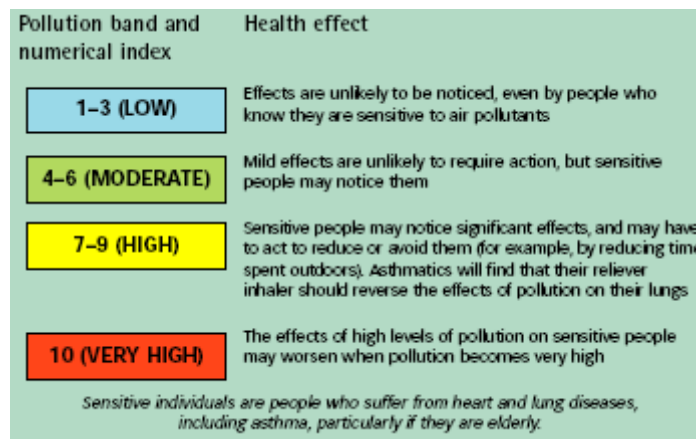 Pollution band and numerical index
Health effect
1–3 (LOW)
Effects are unlikely to be noticed, even by people who
know they are sensitive to air pollutants
4–6 (MODERATE)
Mild effects are unlikely to require action, but sensitive
people may notice them
7–9 (HIGH)
Sensitive people may notice significant effects, and may have
to act to reduce or avoid them (for example, by reducing time
spent outdoors). Asthmatics will find that their reliever
inhaler should reverse the effects of pollution on their lungs
10 (VERY HIGH)
The effects of high levels of pollution on sensitive people
may worsen when pollution becomes very high
Sensitive individuals are people who suffer from heart and lung diseases,
including asthma, particularly if they are elderly.